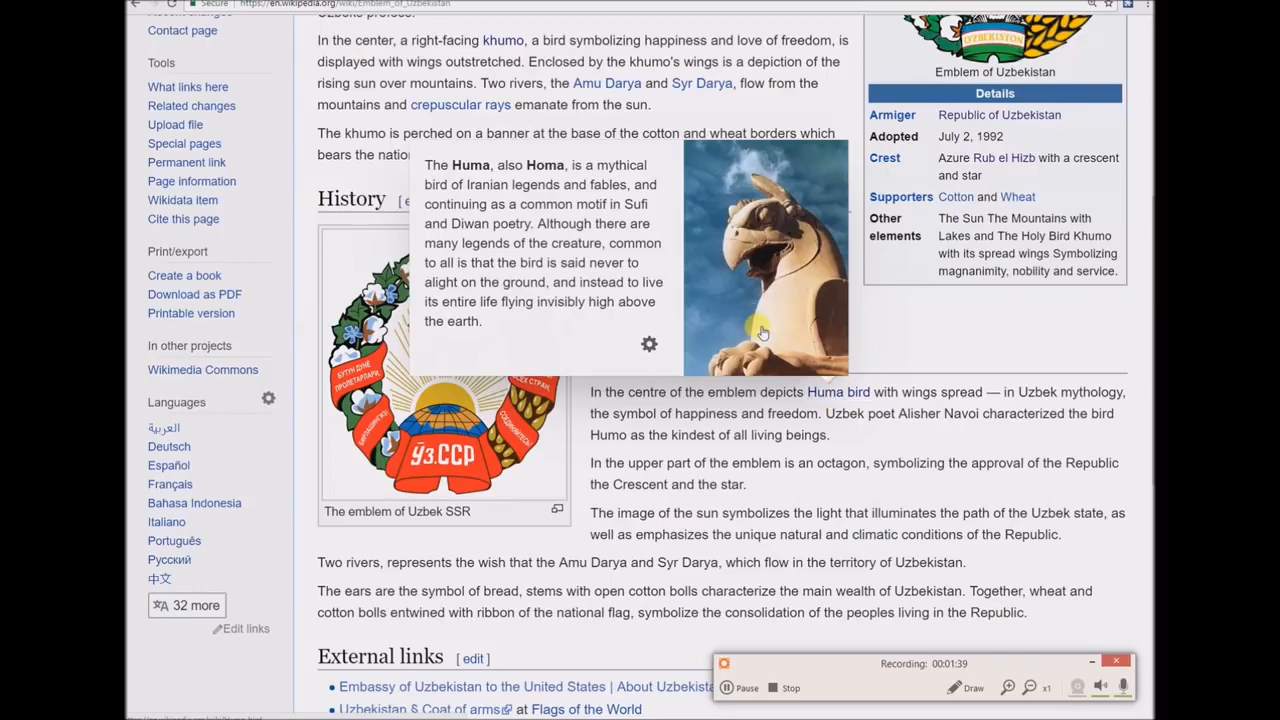 Secure
https://en.wikipedia.org/wiki/Emblem_of_Uzbekistan
Contact page
Tools
What links here
Related changes
Upload file
Special pages
Permanent link
Page information
Wikidata item
Cite this page
Print/export
Create a book
Download as PDF
Printable version
In other projects
Wikimedia Commons
Languages
العربية
Deutsch
Español
Français
Bahasa Indonesia
Italiano
Português
Русский
中文
32 more
Edit links
In the center, a right-facing khumo, a bird symbolizing happiness and love of freedom, is
displayed with wings outstretched. Enclosed by the khumo's wings is a depiction of the
rising sun over mountains. Two rivers, the Amu Darya and Syr Darya, flow from the
mountains and crepuscular rays emanate from the sun.
The khumo is perched on a banner at the base of the cotton and wheat borders which
bears the
History
The Huma, also Homa, is a mythical
bird of Iranian legends and fables, and
continuing as a common motif in Sufi
and Diwan poetry. Although there are
many legends of the creature, common
to all is that the bird is said never to
alight on the ground, and instead to live
its entire life flying invisibly high above
the earth.
БУТУН ДУНЁ
ПРОЛЕТАРЛАРИ,
БИРЛАШИНГИЗ!
ВСЕХ СТРАН,
СОЕДИНЯЙТЕСЬ!
ЎЗ.ССР
The emblem of Uzbek SSR
In the centre of the emblem depicts Huma bird with wings spread — in Uzbek mythology,
the symbol of happiness and freedom. Uzbek poet Alisher Navoi characterized the bird
Humo as the kindest of all living beings.
In the upper part of the emblem is an octagon, symbolizing the approval of the Republic
the Crescent and the star.
The image of the sun symbolizes the light that illuminates the path of the Uzbek state, as
well as emphasizes the unique natural and climatic conditions of the Republic.
Two rivers, represents the wish that the Amu Darya and Syr Darya, which flow in the territory of Uzbekistan.
The ears are the symbol of bread, stems with open cotton bolls characterize the main wealth of Uzbekistan. Together, wheat and
cotton bolls entwined with ribbon of the national flag, symbolize the consolidation of the peoples living in the Republic.
External links [ edit ]
Embassy of Uzbekistan to the United States | About Uzbekista
Uzbekistan & Coat of arms at Flags of the World
O'ZBEKISTON
Emblem of Uzbekistan
Details
Armiger Republic of Uzbekistan
Adopted July 2, 1992
Crest Azure Rub el Hizb with a crescent
and star
Supporters Cotton and Wheat
Other The Sun The Mountains with
elements Lakes and The Holy Bird Khumo
with its spread wings Symbolizing
magnanimity, nobility and service.
Recording: 00:01:39
Pause Stop Draw x1